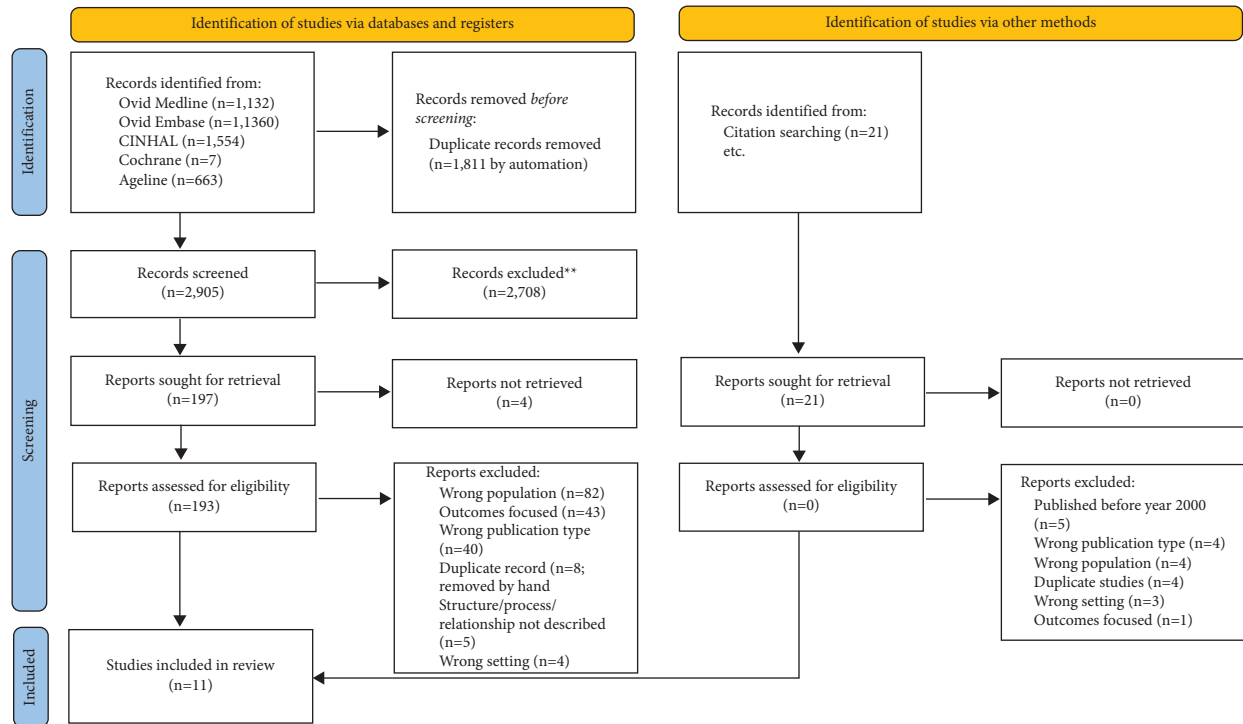 Identification of studies via databases and registers
Identification of studies via other methods
Identification
Records identified from:
Ovid Medline (n=1,132)
Ovid Embase (n=1,1360)
CINHAL (n=1,554)
Cochrane (n=7)
Ageline (n=663)
Records removed before
screening:
Duplicate records removed
(n=1,811 by automation)
Records identified from:
Citation searching (n=21)
etc.
Screening
Records screened
(n=2,905)
Records excluded**
(n=2,708)
Reports sought for retrieval
(n=197)
Reports not retrieved
(n=4)
Reports sought for retrieval
(n=21)
Reports not retrieved
(n=0)
Reports assessed for eligibility
(n=193)
Reports excluded:
Wrong population (n=82)
Outcomes focused (n=43)
Wrong publication type
(n=40)
Duplicate record (n=8;
removed by hand
Structure/process/
relationship not described
(n=5)
Wrong setting (n=4)
Reports assessed for eligibility
(n=0)
Reports excluded:
Published before year 2000
(n=5)
Wrong publication type (n=4)
Wrong population (n=4)
Duplicate studies (n=4)
Wrong setting (n=3)
Outcomes focused (n=1)
Included
Studies included in review
(n=11)